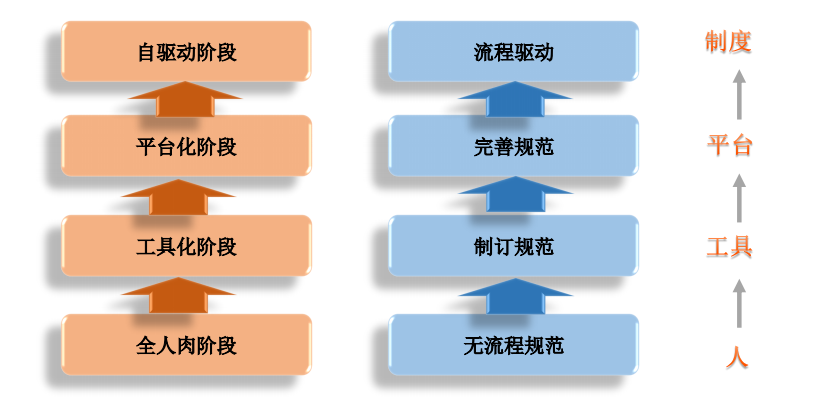 自驱动阶段
流程驱动
制度
平台化阶段
完善规范
平台
工具化阶段
制订规范
工具
全人肉阶段
无流程规范
人